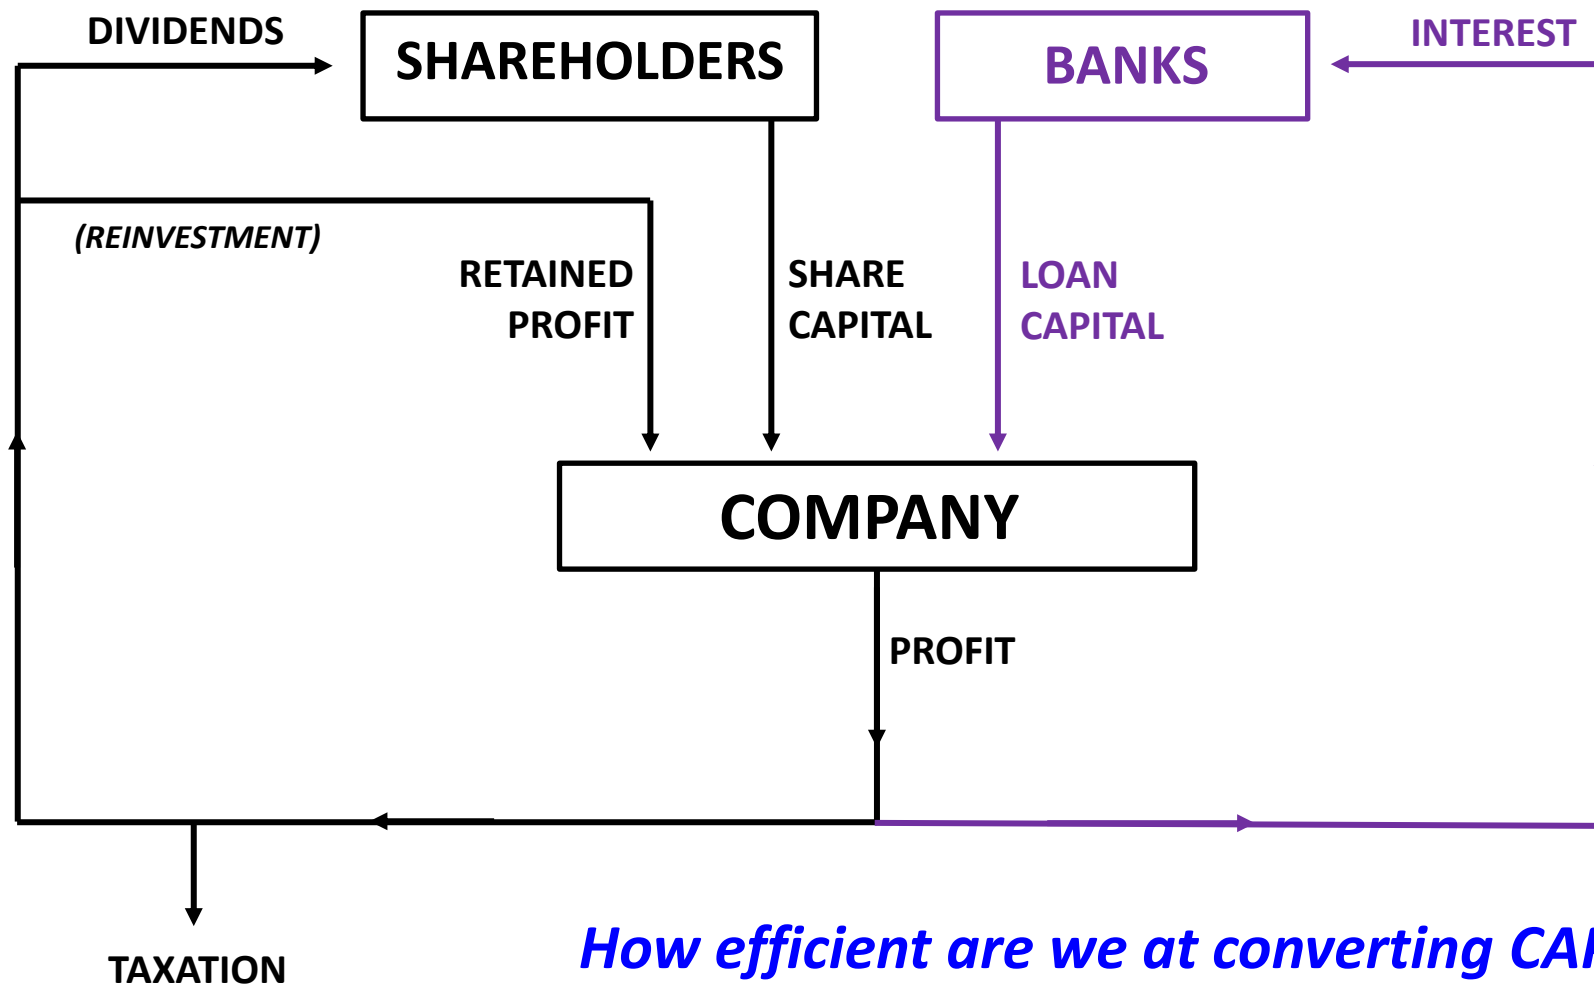 DIVIDENDS
SHAREHOLDERS
BANKS
INTEREST
(REINVESTMENT)
RETAINED
PROFIT
SHARE
CAPITAL
LOAN
CAPITAL
COMPANY
PROFIT
TAXATION
How efficient are we at converting